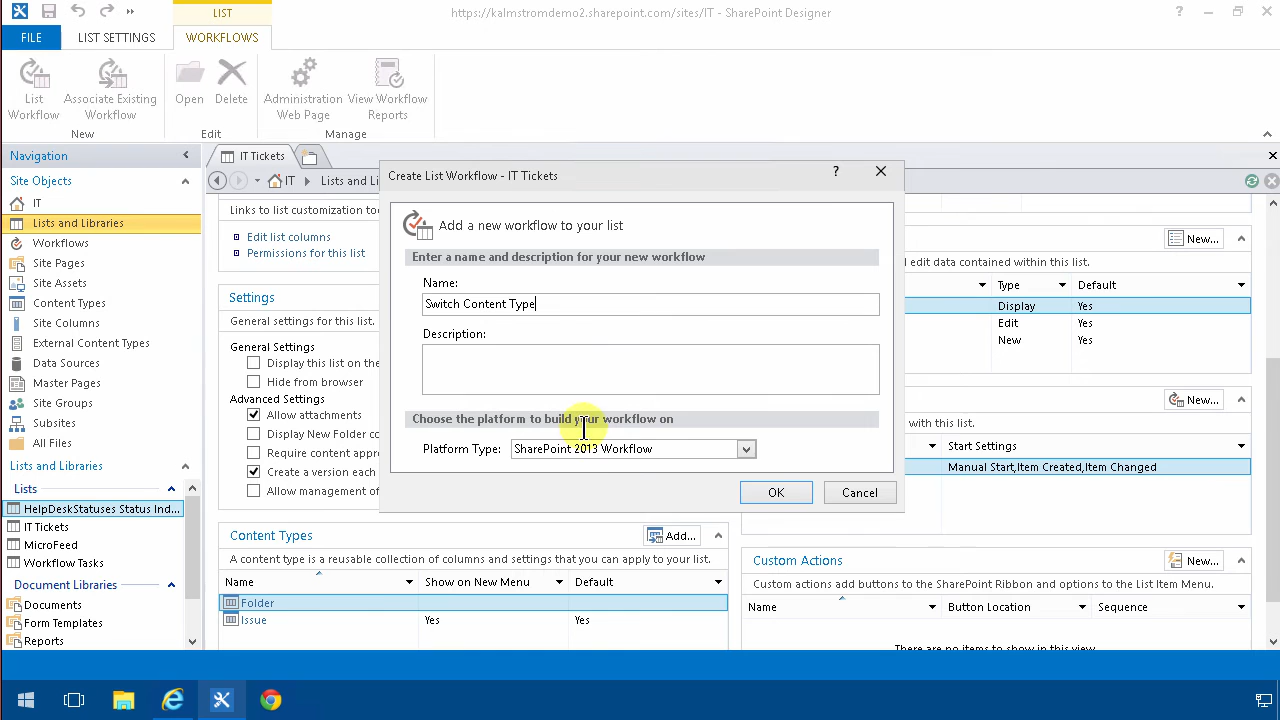 LIST
https://kalmstromdemo2.sharepoint.com/sites/IT - SharePoint Designer
FILE
LIST SETTINGS
WORKFLOWS
List Workflow
Associate Existing Workflow
Open
Delete
Administration Web Page
View Workflow Reports
New
Edit
Manage
Navigation
Site Objects
IT
Lists and Libraries
Workflows
Site Pages
Site Assets
Content Types
Site Columns
External Content Types
Data Sources
Master Pages
Site Groups
Subsites
All Files
Lists and Libraries
Lists
HelpDeskStatuses Status Ind...
IT Tickets
MicroFeed
Workflow Tasks
Document Libraries
Documents
Form Templates
Reports
IT Tickets
IT
Lists and Li
Links to list customization to
Edit list columns
Permissions for this list
Settings
General settings for this list.
General Settings
Display this list on the
Hide from browser
Advanced Settings
Allow attachments
Display New Folder co
Require content appr
Create a version each
Allow management of
Content Types
Add...
A content type is a reusable collection of columns and settings that you can apply to your list.
Name
Show on New Menu
Default
Folder
Issue
Yes
Yes
Create List Workflow - IT Tickets
?
Add a new workflow to your list
Enter a name and description for your new workflow
Name:
Switch Content Type
Description:
Choose the platform to build your workflow on
Platform Type:
SharePoint 2013 Workflow
OK
Cancel
New...
edit data contained within this list.
Type
Default
Display
Yes
Edit
Yes
New
Yes
New...
with this list.
Start Settings
Manual Start,Item Created,Item Changed
Custom Actions
New...
Custom actions add buttons to the SharePoint Ribbon and options to the List Item Menu.
Name
Button Location
Sequence
There are no items to show in this view.